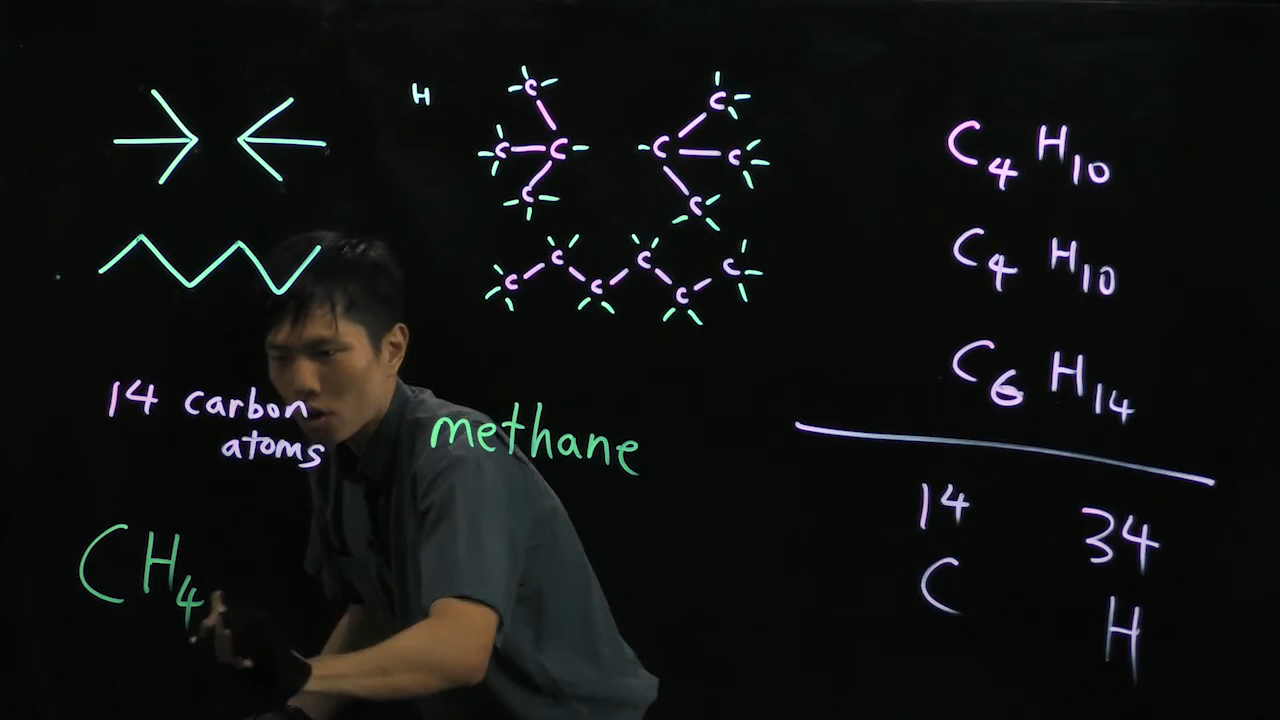 H
C C
C C C C
C C
C C C C C C
14 carbon
atoms
methane
CH₄
C₄ H₁₀
C₄ H₁₀
C₆ H₁₄
14 34
C H